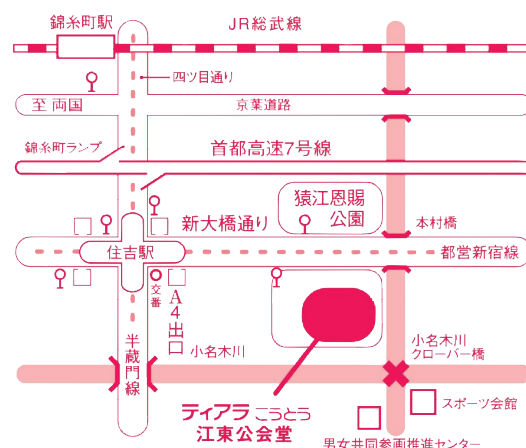 錦糸町駅
JR総武線
四ツ目通り
至 両国
京葉道路
錦糸町ランプ
首都高速7号線
猿江恩賜
公園
新大橋通り
本村橋
住吉駅
都営新宿線
交番
A4出口
半蔵門線
小名木川
小名木川
クローバー橋
ティアラこうとう
江東公会堂
スポーツ会館
男女共同参画推進センター